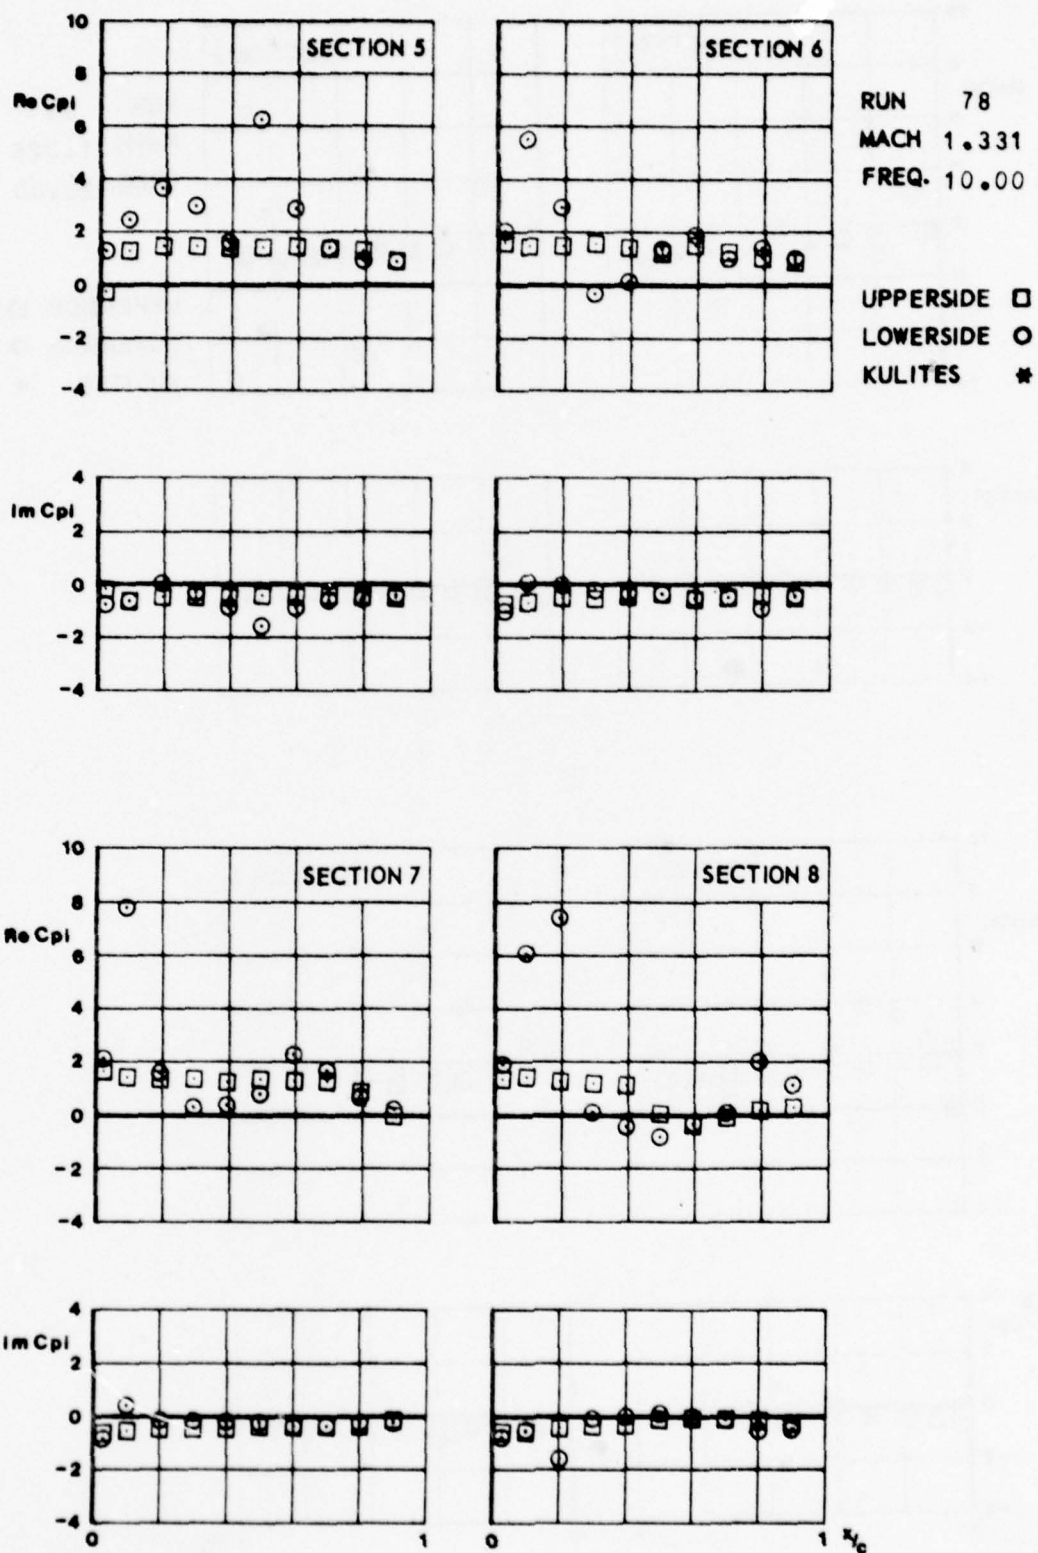 10
SECTION 5
SECTION 6
8
Re Cpi
RUN 78
6
MACH 1.331
4
FREQ. 10.00
2
0
UPPERSIDE □
-2
LOWERSIDE ○
-4
KULITES *
4
Im Cpi
2
0
-2
-4
10
SECTION 7
SECTION 8
8
Re Cpi
6
4
2
0
-2
-4
4
Im Cpi
2
0
-2
-4
0 1 0 1 x/c